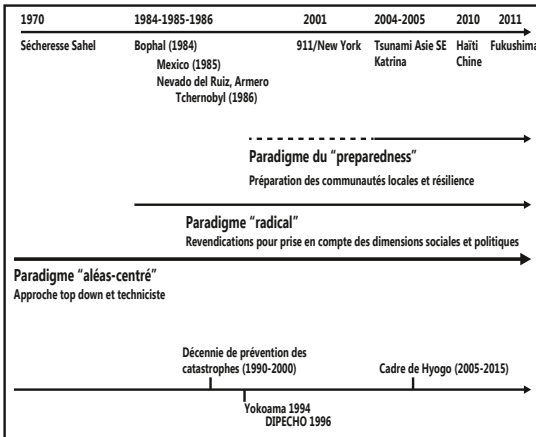 1970 1984-1985-1986 2001 2004-2005 2010 2011
Sécheresse Sahel Bophal (1984) 911/New York Tsunami Asie SE Haïti Fukushima
Mexico (1985) Katrina Chine
Nevado del Ruiz, Armero
Tchernobyl (1986)
Paradigme du "preparedness"
Préparation des communautés locales et résilience
Paradigme "radical"
Revendications pour prise en compte des dimensions sociales et politiques
Paradigme "aléas-centré"
Approche top down et techniciste
Décennie de prévention des
catastrophes (1990-2000) Cadre de Hyogo (2005-2015)
Yokoama 1994
DIPECHO 1996